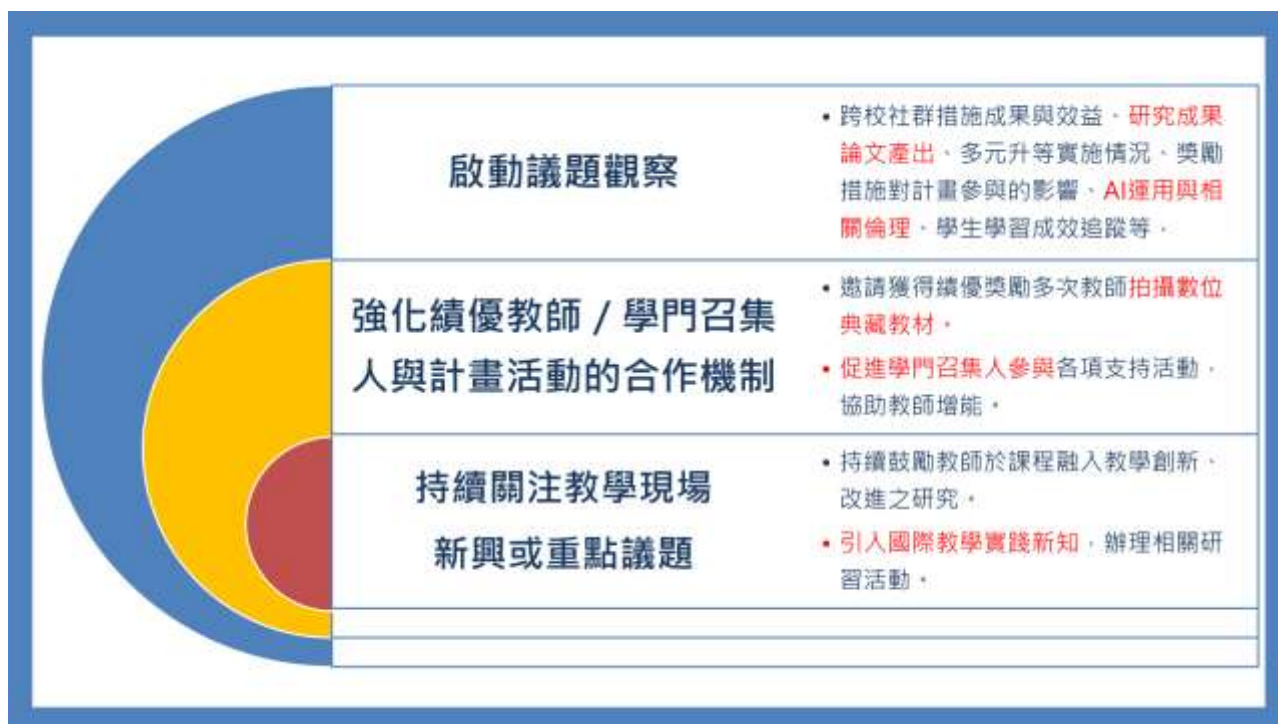 啟動議題觀察
• 跨校社群措施成果與效益、研究成果
論文產出、多元升等實施情況、獎勵
措施對計畫參與的影響、AI運用與相
關倫理、學生學習成效追蹤等。
強化績優教師 / 學門召集
人與計畫活動的合作機制
• 邀請獲得績優獎勵多次教師拍攝數位
典藏教材。
• 促進學門召集人參與各項支持活動，
協助教師增能。
持續關注教學現場
新興或重點議題
• 持續鼓勵教師於課程融入教學創新、
改進之研究。
• 引入國際教學實踐新知，辦理相關研
習活動。